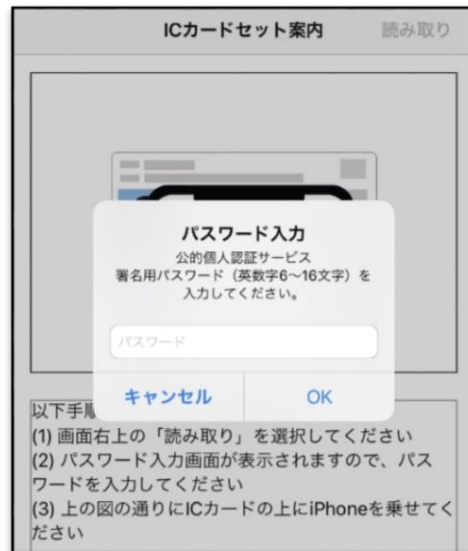 ICカードセット案内 読み取り
パスワード入力
公的個人認証サービス
署名用パスワード（英数字6〜16文字）を
入力してください。
パスワード
キャンセル OK
以下手順
(1) 画面右上の「読み取り」を選択してください
(2) パスワード入力画面が表示されますので、パス
ワードを入力してください
(3) 上の図の通りにICカードの上にiPhoneを乗せてく
ださい